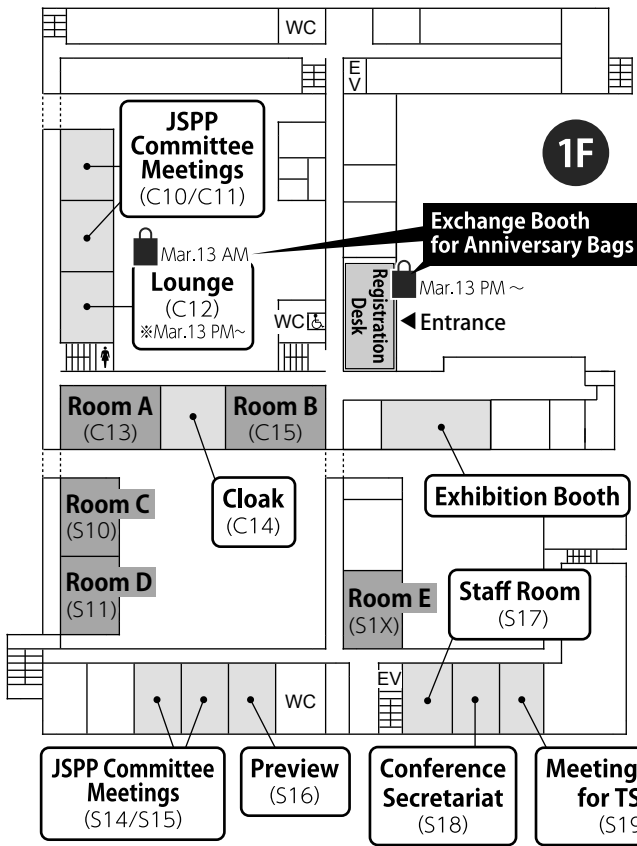 WC
EV
JSPP
Committee
Meetings
(C10/C11)
1F
Exchange Booth
for Anniversary Bags
Mar.13 AM
Lounge
(C12)
※Mar.13 PM~
Registration
Desk
Mar.13 PM ~
◀Entrance
WC
Room A
(C13)
Room B
(C15)
Cloak
(C14)
Exhibition Booth
Room C
(S10)
Room D
(S11)
Room E
(S1X)
Staff Room
(S17)
WC
EV
JSPP Committee
Meetings
(S14/S15)
Preview
(S16)
Conference
Secretariat
(S18)
Meeting
for TS
(S19